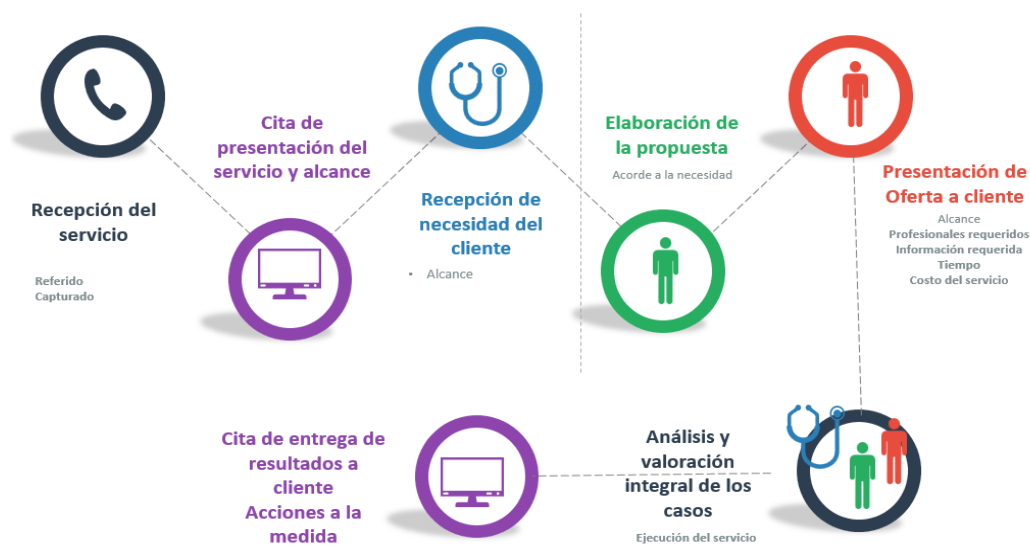 Recepción del
servicio
Referido
Capturado
Cita de
presentación del
servicio y alcance
Recepción de
necesidad del
cliente
• Alcance
Elaboración de
la propuesta
Acorde a la necesidad
Presentación de
Oferta a cliente
Alcance
Profesionales requeridos
Información requerida
Tiempo
Costo del servicio
Análisis y
valoración
integral de los
casos
Ejecución del servicio
Cita de entrega de
resultados a
cliente
Acciones a la
medida